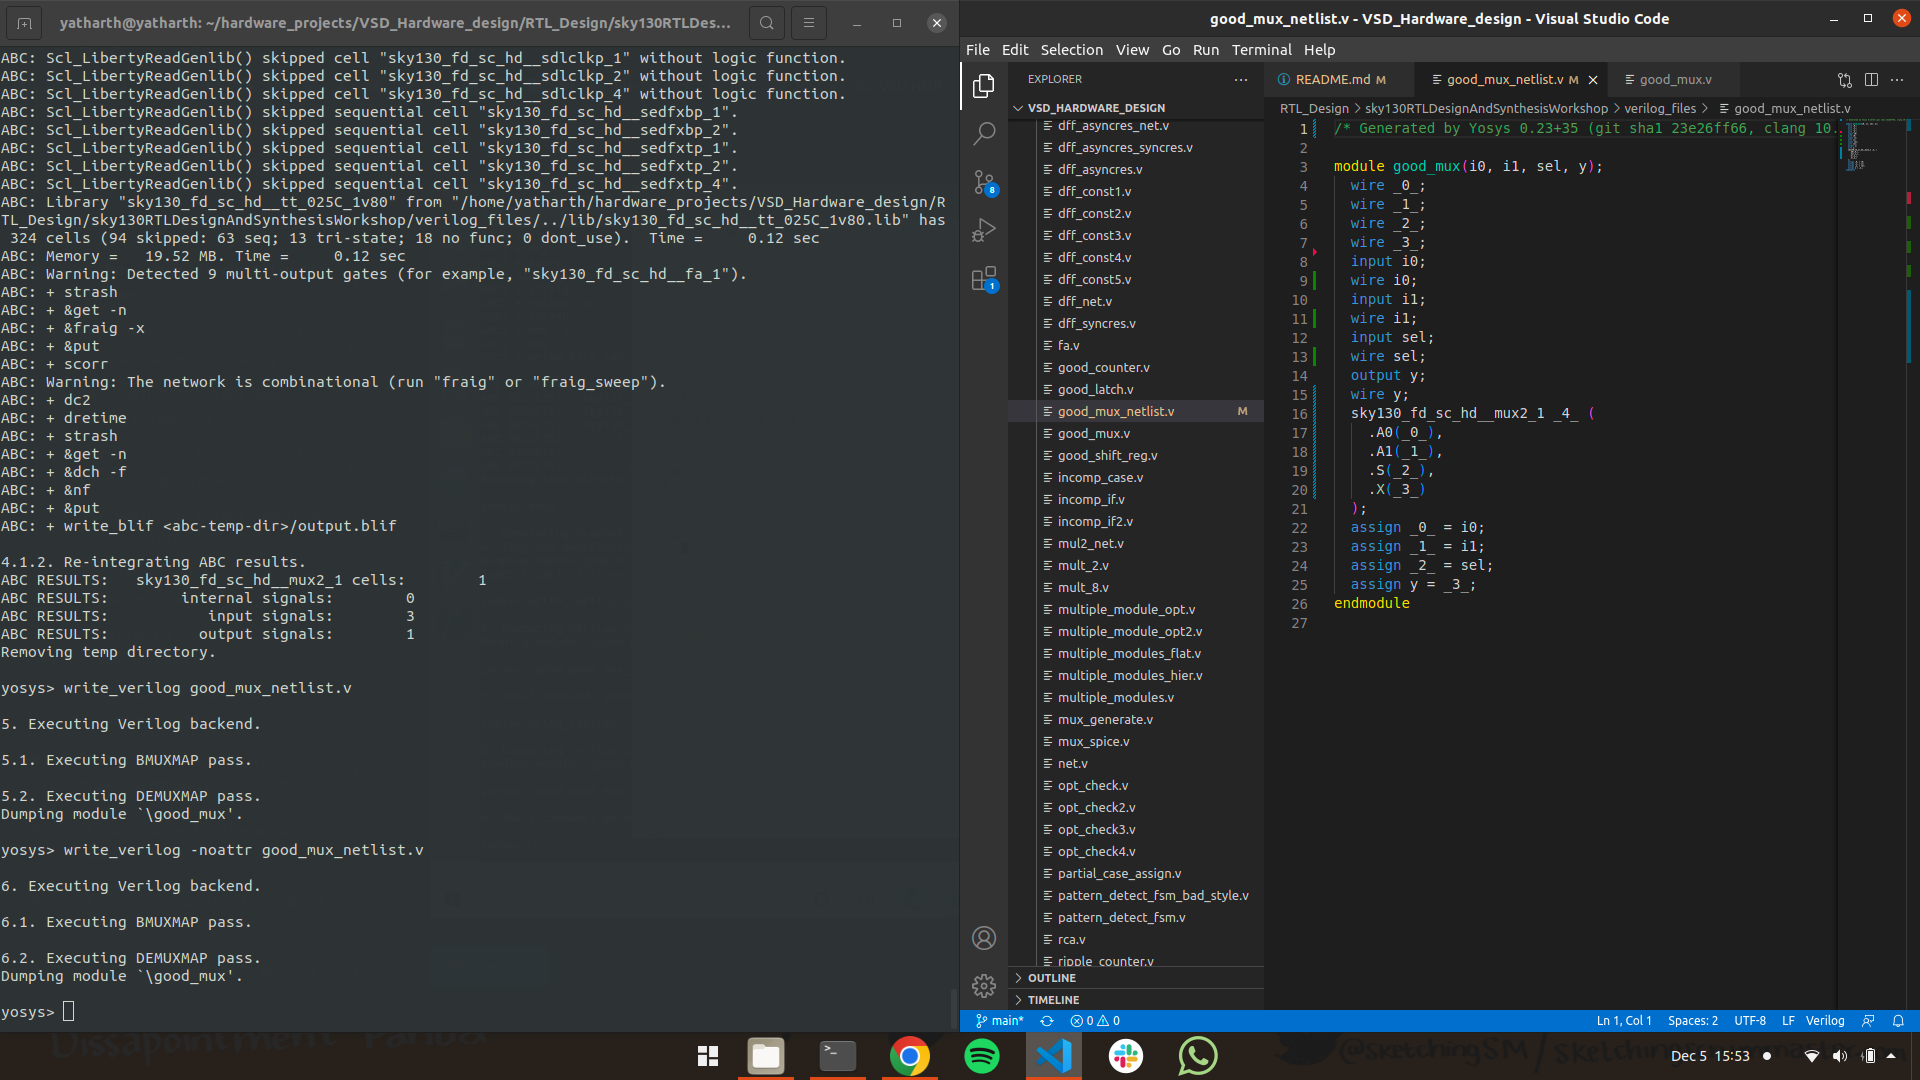 yatharth@yatharth: ~/hardware_projects/VSD_Hardware_design/RTL_Design/sky130RTLDes...
ABC: Scl_LibertyReadGenlib() skipped cell "sky130_fd_sc_hd__sdlclkp_1" without logic function.
ABC: Scl_LibertyReadGenlib() skipped cell "sky130_fd_sc_hd__sdlclkp_2" without logic function.
ABC: Scl_LibertyReadGenlib() skipped cell "sky130_fd_sc_hd__sdlclkp_4" without logic function.
ABC: Scl_LibertyReadGenlib() skipped sequential cell "sky130_fd_sc_hd__sedfxbp_1".
ABC: Scl_LibertyReadGenlib() skipped sequential cell "sky130_fd_sc_hd__sedfxbp_2".
ABC: Scl_LibertyReadGenlib() skipped sequential cell "sky130_fd_sc_hd__sedfxtp_1".
ABC: Scl_LibertyReadGenlib() skipped sequential cell "sky130_fd_sc_hd__sedfxtp_2".
ABC: Scl_LibertyReadGenlib() skipped sequential cell "sky130_fd_sc_hd__sedfxtp_4".
ABC: Library "sky130_fd_sc_hd__tt_025C_1v80" from "/home/yatharth/hardware_projects/VSD_Hardware_design/R
TL_Design/sky130RTLDesignAndSynthesisWorkshop/verilog_files/../lib/sky130_fd_sc_hd__tt_025C_1v80.lib" has
324 cells (94 skipped: 63 seq; 13 tri-state; 18 no func; 0 dont_use). Time = 0.12 sec
ABC: Memory = 19.52 MB. Time = 0.12 sec
ABC: Warning: Detected 9 multi-output gates (for example, "sky130_fd_sc_hd__fa_1").
ABC: + strash
ABC: + &get -n
ABC: + &fraig -x
ABC: + &put
ABC: + scorr
ABC: Warning: The network is combinational (run "fraig" or "fraig_sweep").
ABC: + dc2
ABC: + dretime
ABC: + strash
ABC: + &get -n
ABC: + &dch -f
ABC: + &nf
ABC: + &put
ABC: + write_blif <abc-temp-dir>/output.blif
4.1.2. Re-integrating ABC results.
ABC RESULTS: sky130_fd_sc_hd__mux2_1 cells: 1
ABC RESULTS: internal signals: 0
ABC RESULTS: input signals: 3
ABC RESULTS: output signals: 1
Removing temp directory.
yosys> write_verilog good_mux_netlist.v
5. Executing Verilog backend.
5.1. Executing BMUXMAP pass.
5.2. Executing DEMUXMAP pass.
Dumping module `\good_mux'.
yosys> write_verilog -noattr good_mux_netlist.v
6. Executing Verilog backend.
6.1. Executing BMUXMAP pass.
6.2. Executing DEMUXMAP pass.
Dumping module `\good_mux'.
yosys>
good_mux_netlist.v - VSD_Hardware_design - Visual Studio Code
File Edit Selection View Go Run Terminal Help
EXPLORER
VSD_HARDWARE_DESIGN
dff_asyncres_net.v
dff_asyncres_syncres.v
dff_asyncres.v
dff_const1.v
dff_const2.v
dff_const3.v
dff_const4.v
dff_const5.v
dff_net.v
dff_syncres.v
fa.v
good_counter.v
good_latch.v
good_mux_netlist.v M
good_mux.v
good_shift_reg.v
incomp_case.v
incomp_if.v
incomp_if2.v
mul2_net.v
mult_2.v
mult_8.v
multiple_module_opt.v
multiple_module_opt2.v
multiple_modules_flat.v
multiple_modules_hier.v
multiple_modules.v
mux_generate.v
mux_spice.v
net.v
opt_check.v
opt_check2.v
opt_check3.v
opt_check4.v
partial_case_assign.v
pattern_detect_fsm_bad_style.v
pattern_detect_fsm.v
rca.v
ripple_counter.v
OUTLINE
TIMELINE
8
1
README.md M good_mux_netlist.v M good_mux.v
RTL_Design > sky130RTLDesignAndSynthesisWorkshop > verilog_files > good_mux_netlist.v
1 /* Generated by Yosys 0.23+35 (git sha1 23e26ff66, clang 10.
2
3 module good_mux(i0, i1, sel, y);
4 wire _0_;
5 wire _1_;
6 wire _2_;
7 wire _3_;
8 input i0;
9 wire i0;
10 input i1;
11 wire i1;
12 input sel;
13 wire sel;
14 output y;
15 wire y;
16 sky130_fd_sc_hd__mux2_1 _4_ (
17 .A0(_0_),
18 .A1(_1_),
19 .S(_2_),
20 .X(_3_)
21 );
22 assign _0_ = i0;
23 assign _1_ = i1;
24 assign _2_ = sel;
25 assign y = _3_;
26 endmodule
27
main* 0 0 Ln 1, Col 1 Spaces: 2 UTF-8 LF Verilog
Dissapointment
@sketchingSM /
Dec 5 15:53